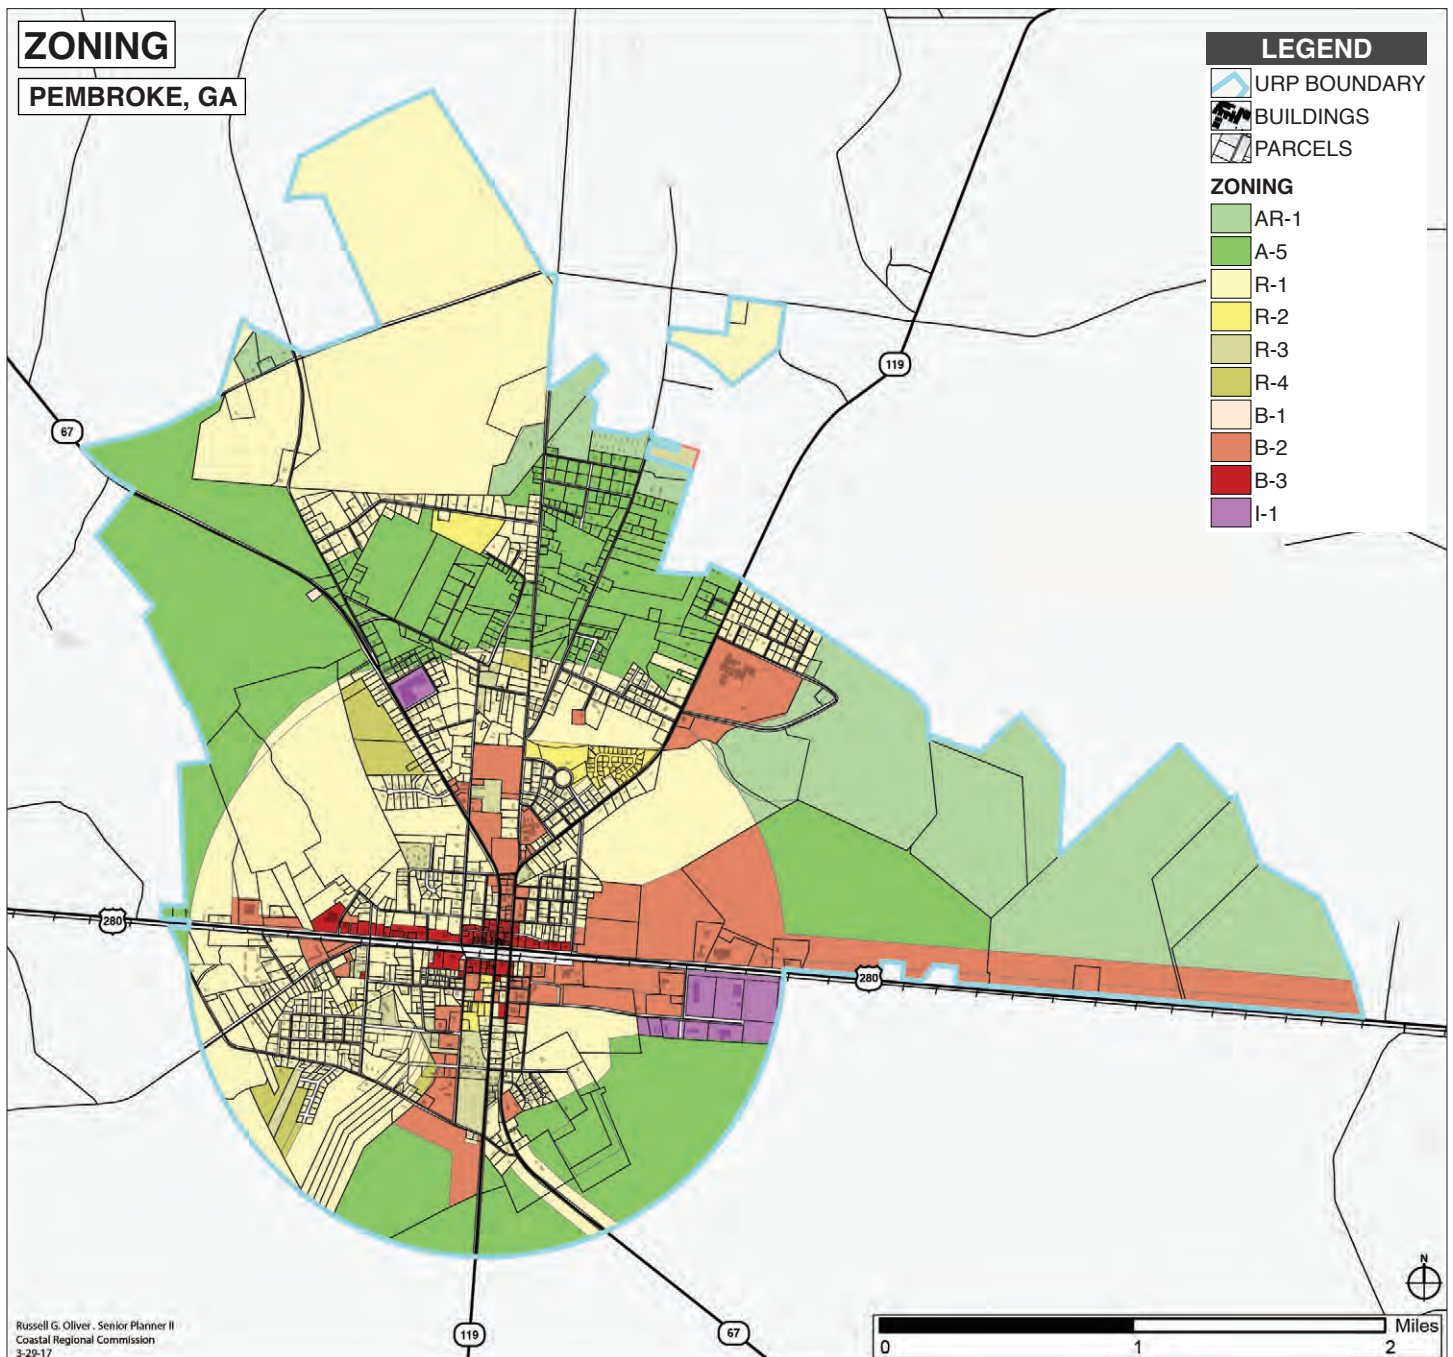 ZONING
PEMBROKE, GA
LEGEND
URP BOUNDARY
BUILDINGS
PARCELS
ZONING
AR-1
A-5
R-1
R-2
R-3
R-4
B-1
B-2
B-3
I-1
119
67
280
280
119
67
N
Miles
0 1 2
Russell G. Oliver . Senior Planner II
Coastal Regional Commission
3-29-17